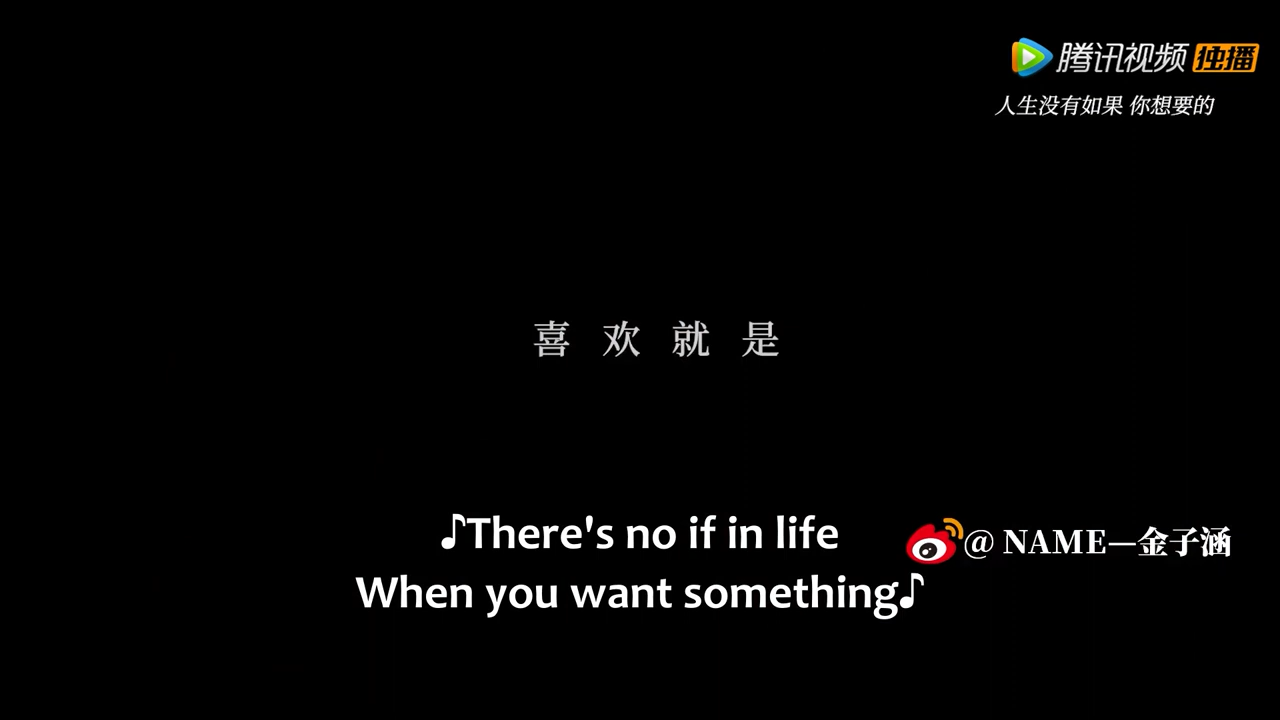 腾讯视频 独播
人生没有如果 你想要的
喜欢就是
♪There's no if in life
When you want something♪
@ NAME—金子涵